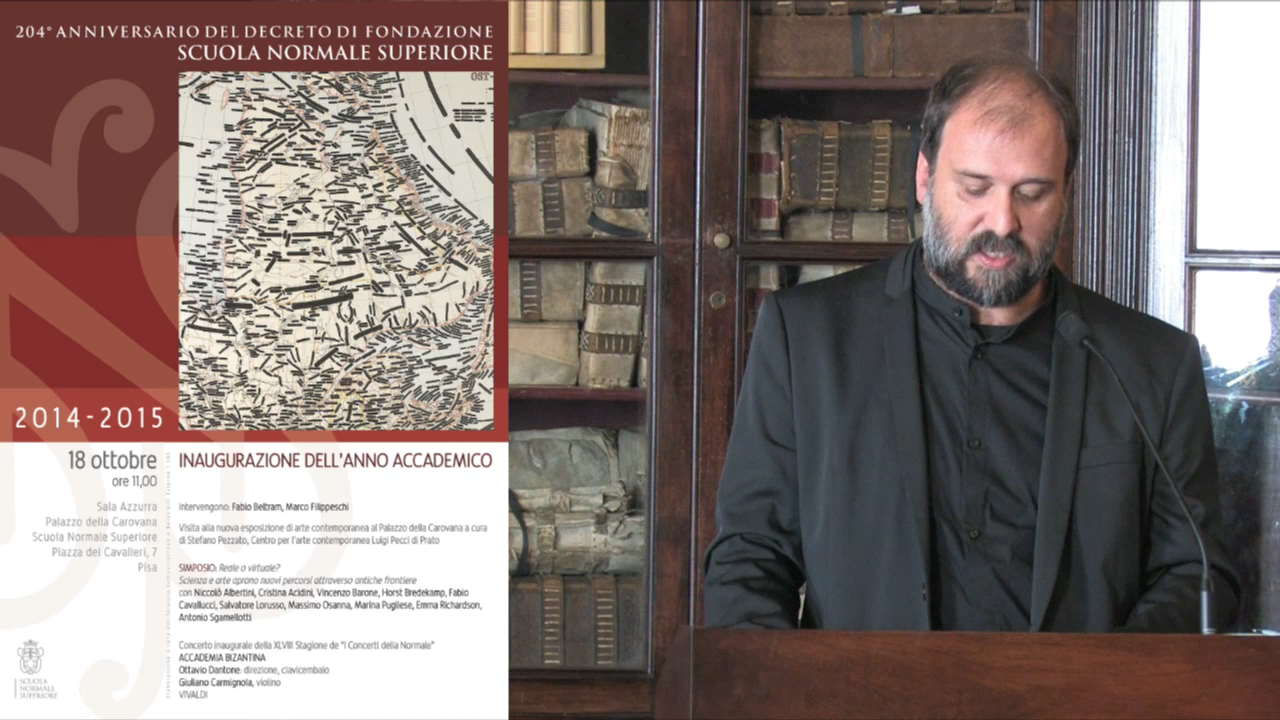 204° ANNIVERSARIO DEL DECRETO DI FONDAZIONE
SCUOLA NORMALE SUPERIORE
OST-
2014-2015
18 ottobre
ore 11,00
Sala Azzurra
Palazzo della Carovana
Scuola Normale Superiore
Piazza dei Cavalieri, 7
Pisa
INAUGURAZIONE DELL'ANNO ACCADEMICO
Intervengono: Fabio Beltram, Marco Filippeschi
Visita alla nuova esposizione di arte contemporanea al Palazzo della Carovana a cura
di Stefano Pezzato, Centro per l'arte contemporanea Luigi Pecci di Prato
SIMPOSIO: Reale o virtuale?
Scienza e arte aprono nuovi percorsi attraverso antiche frontiere
con Niccolò Albertini, Cristina Acidini, Vincenzo Barone, Horst Bredekamp, Fabio
Cavallucci, Salvatore Lorusso, Massimo Osanna, Marina Pugliese, Emma Richardson,
Antonio Sgamellotti
Concerto inaugurale della XLVIII Stagione de "I Concerti della Normale"
ACCADEMIA BIZANTINA
Ottavio Dantone: direzione, clavicembalo
Giuliano Carmignola, violino
VIVALDI
SCUOLA
NORMALE
SUPERIORE